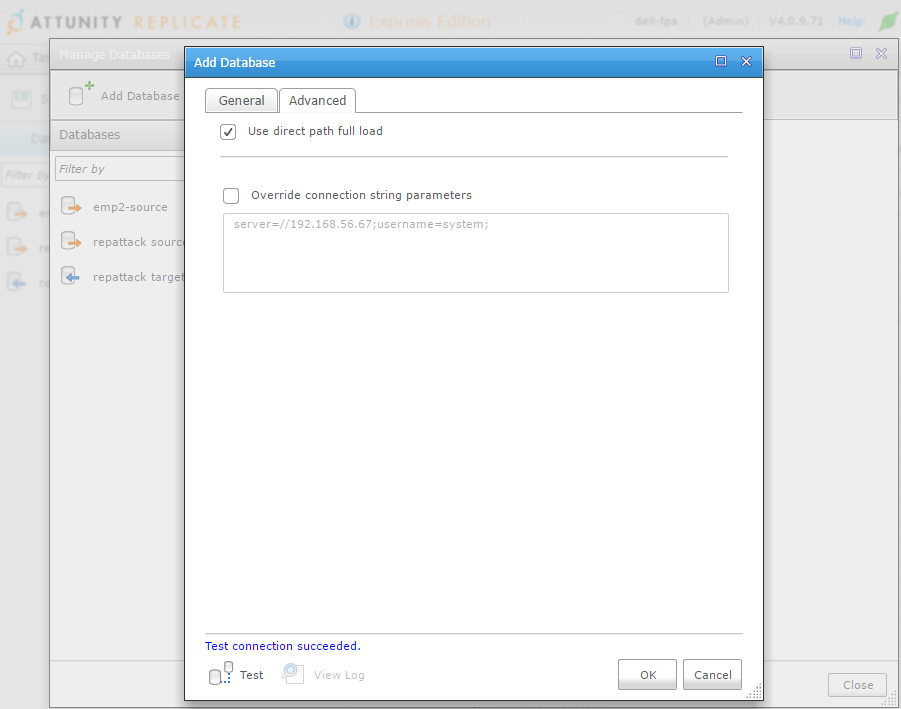 ATTUNITY REPLICATE
Express Edition
dell-fpa
(Admin)
V4.0.9.71
Help
Manage Databases
Add Database
General
Advanced
Add Database
Databases
Use direct path full load
Filter by
Filter by
Override connection string parameters
emp2-source
server=//192.168.56.67;username=system;
repattack source
repattack target
Test connection succeeded.
Test
View Log
OK
Cancel
Close